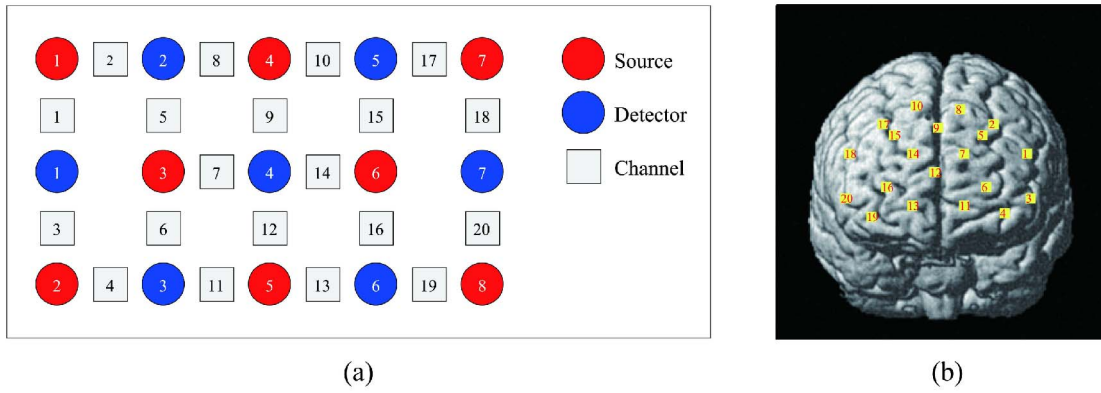 1 2 2 8 4 10 5 17 7
Source
1 5 9 15 18
Detector
1 3 7 4 14 6 7
Channel
3 6 12 16 20
2 4 3 11 5 13 6 19 8
(a)
10 8
17 9 2
15 5
18 14 7 1
12
16 6
20 13 11 3
19 4
(b)